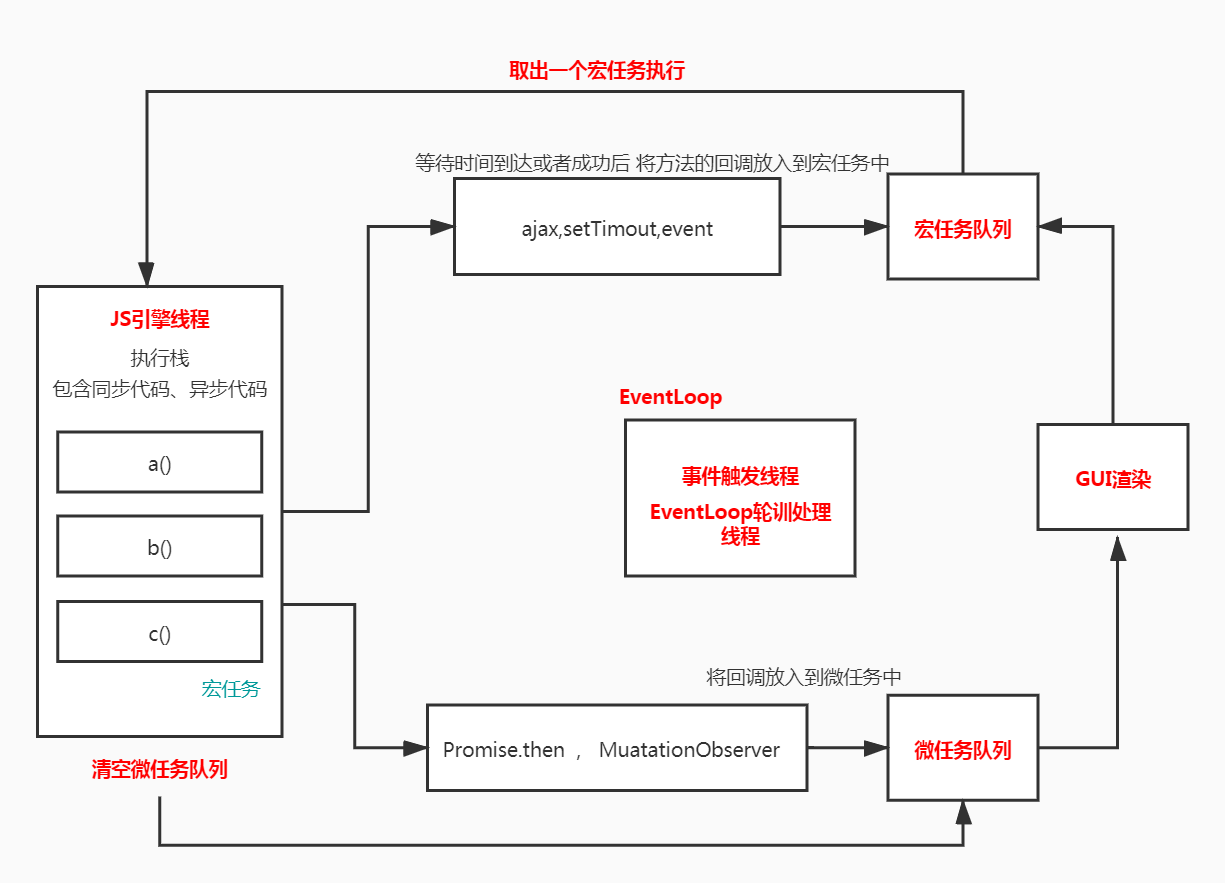 取出一个宏任务执行
等待时间到达或者成功后 将方法的回调放入到宏任务中
ajax,setTimout,event
宏任务队列
JS引擎线程
执行栈
包含同步代码、异步代码
a()
b()
c()
宏任务
EventLoop
事件触发线程
EventLoop轮训处理
线程
GUI渲染
将回调放入到微任务中
Promise.then ， MuatationObserver
微任务队列
清空微任务队列